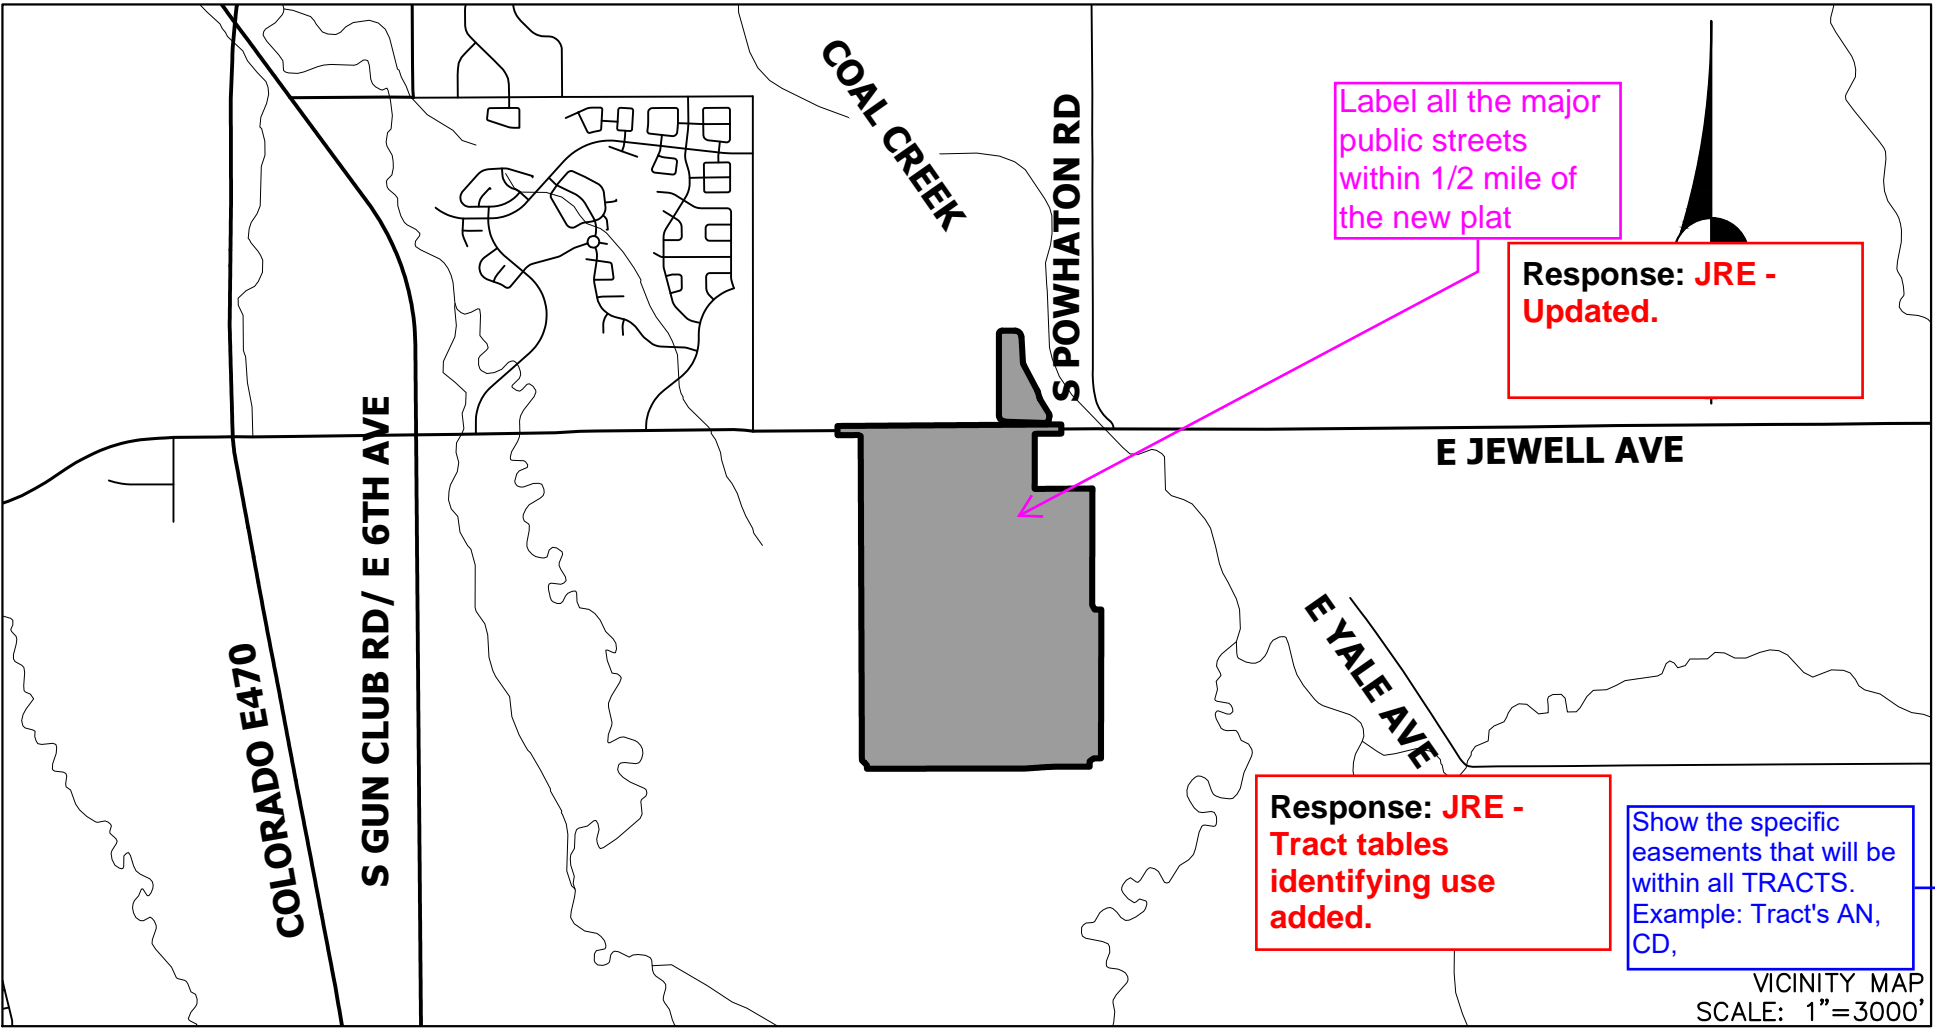 COAL CREEK
S POWHATON RD
Label all the major
public streets
within 1/2 mile of
the new plat
Response: JRE -
Updated.
E JEWELL AVE
S GUN CLUB RD/ E 6TH AVE
COLORADO E470
E YALE AVE
Response: JRE -
Tract tables
identifying use
added.
Show the specific
easements that will be
within all TRACTS.
Example: Tract's AN,
CD,
VICINITY MAP
SCALE: 1"=3000'